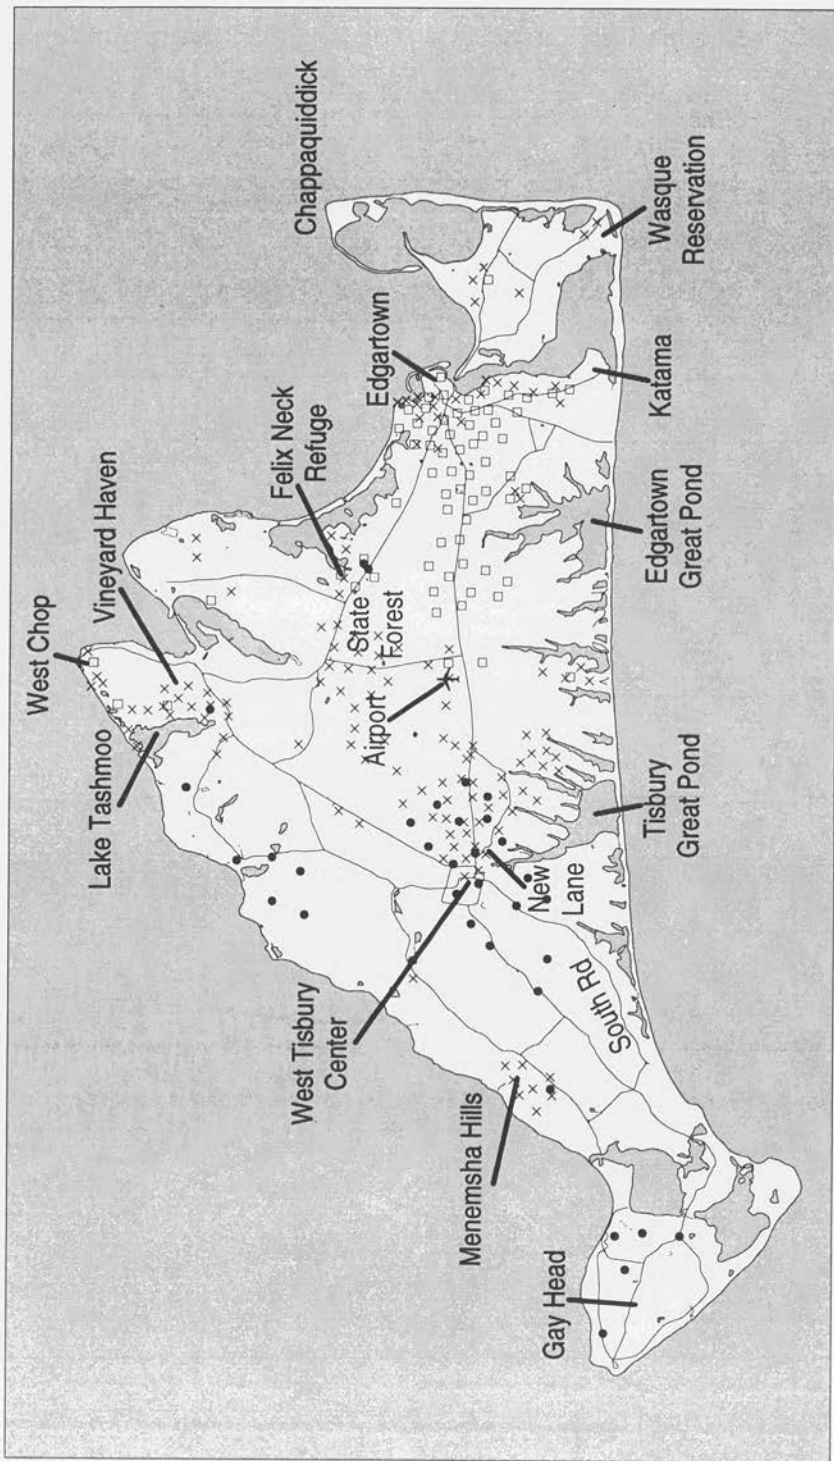 West Chop
Vineyard Haven
Lake Tashmoo
Felix Neck
Refuge
Chappaquiddick
Edgartown
State
Forest
Airport
West Tisbury
Center
New
Lane
Menemsha Hills
South Rd
Gay Head
Tisbury
Great Pond
Edgartown
Great Pond
Katama
Wasque
Reservation